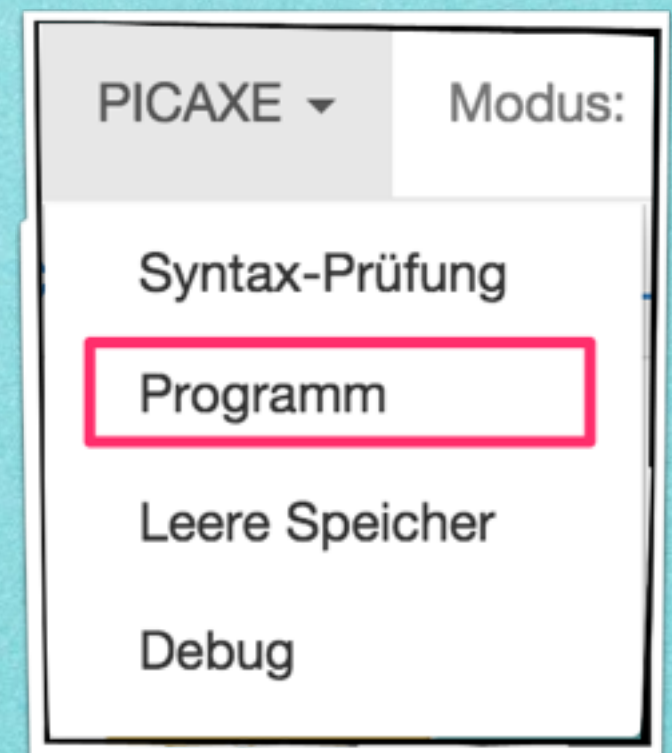 PICAXE Modus:
Syntax-Prüfung
Programm
Leere Speicher
Debug